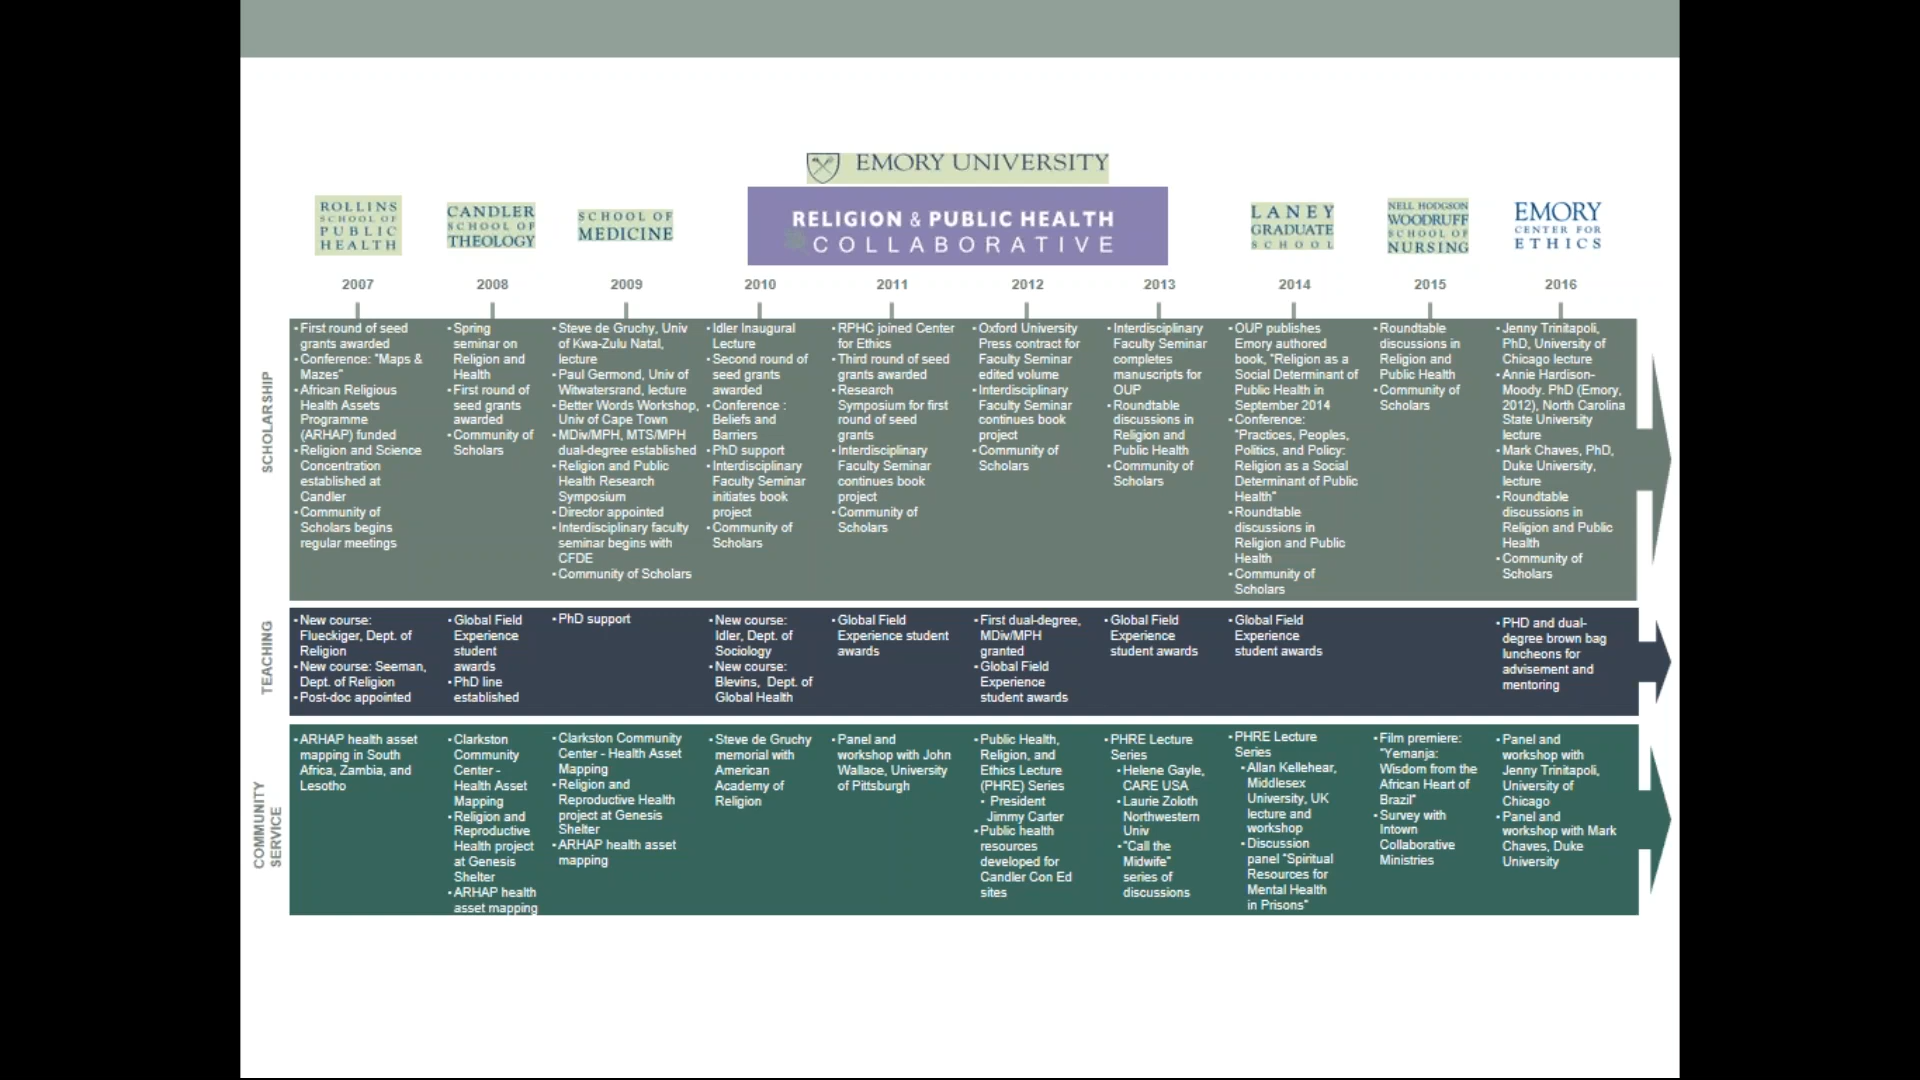 EMORY UNIVERSITY
RELIGION & PUBLIC HEALTH
COLLABORATIVE
ROLLINS
SCHOOL OF
PUBLIC
HEALTH
CANDLER
SCHOOL OF
THEOLOGY
SCHOOL OF
MEDICINE
LANEY
GRADUATE
SCHOOL
NELL HODGSON
WOODRUFF
SCHOOL OF
NURSING
EMORY
CENTER FOR
ETHICS
2007
2008
2009
2010
2011
2012
2013
2014
2015
2016
SCHOLARSHIP
• First round of seed
grants awarded
• Conference: "Maps &
Mazes"
• African Religious
Health Assets
Programme
(ARHAP) funded
• Religion and Science
Concentration
established at
Candler
• Community of
Scholars begins
regular meetings
• Spring
seminar on
Religion and
Health
• First round of
seed grants
awarded
• Community of
Scholars
• Steve de Gruchy, Univ
of Kwa-Zulu Natal,
lecture
• Paul Germond, Univ of
Witwatersrand, lecture
• Better Words Workshop,
Univ of Cape Town
• MDiv/MPH, MTS/MPH
dual-degree established
• Religion and Public
Health Research
Symposium
• Director appointed
• Interdisciplinary faculty
seminar begins with
CFDE
• Community of Scholars
• Idler Inaugural
Lecture
• Second round of
seed grants
awarded
• Conference :
Beliefs and
Barriers
• PhD support
• Interdisciplinary
Faculty Seminar
initiates book
project
• Community of
Scholars
• RPHC joined Center
for Ethics
• Third round of seed
grants awarded
• Research
Symposium for first
round of seed
grants
• Interdisciplinary
Faculty Seminar
continues book
project
• Community of
Scholars
• Oxford University
Press contract for
Faculty Seminar
edited volume
• Interdisciplinary
Faculty Seminar
continues book
project
• Community of
Scholars
• Interdisciplinary
Faculty Seminar
completes
manuscripts for
OUP
• Roundtable
discussions in
Religion and
Public Health
• Community of
Scholars
• OUP publishes
Emory authored
book, "Religion as a
Social Determinant of
Public Health in
September 2014
• Conference:
"Practices, Peoples,
Politics, and Policy:
Religion as a Social
Determinant of Public
Health"
• Roundtable
discussions in
Religion and Public
Health
• Community of
Scholars
• Roundtable
discussions in
Religion and
Public Health
• Community of
Scholars
• Jenny Trinitapoli,
PhD, University of
Chicago lecture
• Annie Hardison-
Moody. PhD (Emory,
2012), North Carolina
State University
lecture
• Mark Chaves, PhD,
Duke University,
lecture
• Roundtable
discussions in
Religion and Public
Health
• Community of
Scholars
TEACHING
• New course:
Flueckiger, Dept. of
Religion
• New course: Seeman,
Dept. of Religion
• Post-doc appointed
• Global Field
Experience
student
awards
• PhD line
established
• PhD support
• New course:
Idler, Dept. of
Sociology
• New course:
Blevins, Dept. of
Global Health
• Global Field
Experience student
awards
• First dual-degree,
MDiv/MPH
granted
• Global Field
Experience
student awards
• Global Field
Experience
student awards
• Global Field
Experience
student awards
• PHD and dual-
degree brown bag
luncheons for
advisement and
mentoring
COMMUNITY
SERVICE
• ARHAP health asset
mapping in South
Africa, Zambia, and
Lesotho
• Clarkston
Community
Center -
Health Asset
Mapping
• Religion and
Reproductive
Health project
at Genesis
Shelter
• ARHAP health
asset mapping
• Clarkston Community
Center - Health Asset
Mapping
• Religion and
Reproductive Health
project at Genesis
Shelter
• ARHAP health asset
mapping
• Steve de Gruchy
memorial with
American
Academy of
Religion
• Panel and
workshop with John
Wallace, University
of Pittsburgh
• Public Health,
Religion, and
Ethics Lecture
(PHRE) Series
• President
Jimmy Carter
• Public health
resources
developed for
Candler Con Ed
sites
• PHRE Lecture
Series
• Helene Gayle,
CARE USA
• Laurie Zoloth
Northwestern
Univ
• "Call the
Midwife"
series of
discussions
• PHRE Lecture
Series
• Allan Kellehear,
Middlesex
University, UK
lecture and
workshop
• Discussion
panel "Spiritual
Resources for
Mental Health
in Prisons"
• Film premiere:
"Yemanja:
Wisdom from the
African Heart of
Brazil"
• Survey with
Intown
Collaborative
Ministries
• Panel and
workshop with
Jenny Trinitapoli,
University of
Chicago
• Panel and
workshop with Mark
Chaves, Duke
University